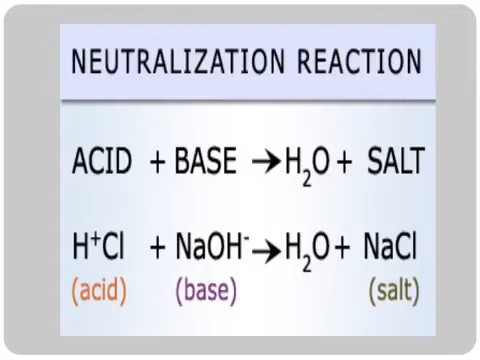 NEUTRALIZATION REACTION
ACID + BASE → H₂O + SALT
H⁺Cl + NaOH⁻ → H₂O + NaCl
(acid) (base) (salt)